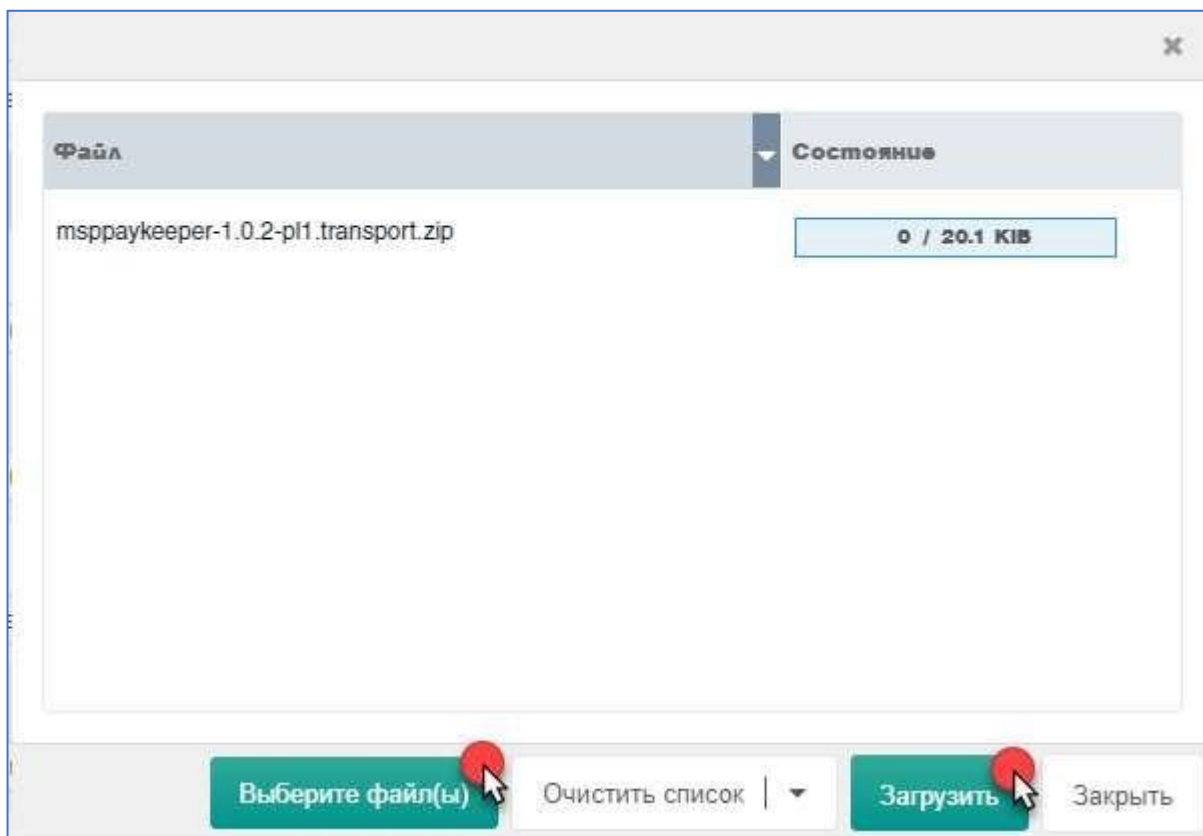 Файл
Состояние
msppaykeeper-1.0.2-pl1.transport.zip
0 / 20.1 KIB
Выберите файл(ы)
Очистить список
Загрузить
Закрыть